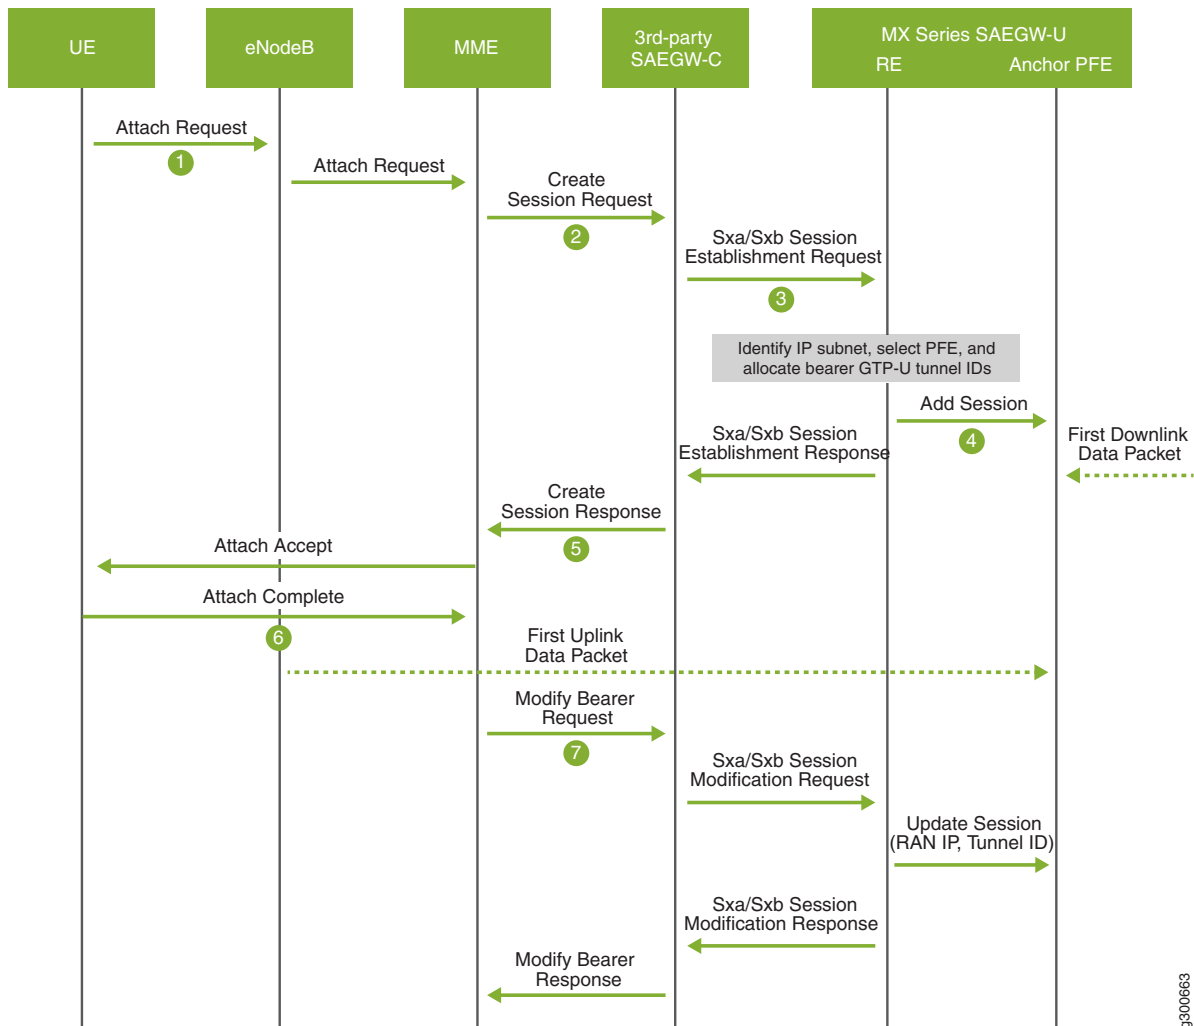 UE
eNodeB
MME
3rd-party
SAEGW-C
MX Series SAEGW-U
RE
Anchor PFE
Attach Request
1
Attach Request
Create
Session Request
2
Sxa/Sxb Session
Establishment Request
3
Identify IP subnet, select PFE, and
allocate bearer GTP-U tunnel IDs
Add Session
4
Sxa/Sxb Session
Establishment Response
First Downlink
Data Packet
Create
Session Response
5
Attach Accept
Attach Complete
6
First Uplink
Data Packet
Modify Bearer
Request
7
Sxa/Sxb Session
Modification Request
Update Session
(RAN IP, Tunnel ID)
Sxa/Sxb Session
Modification Response
Modify Bearer
Response
g300663